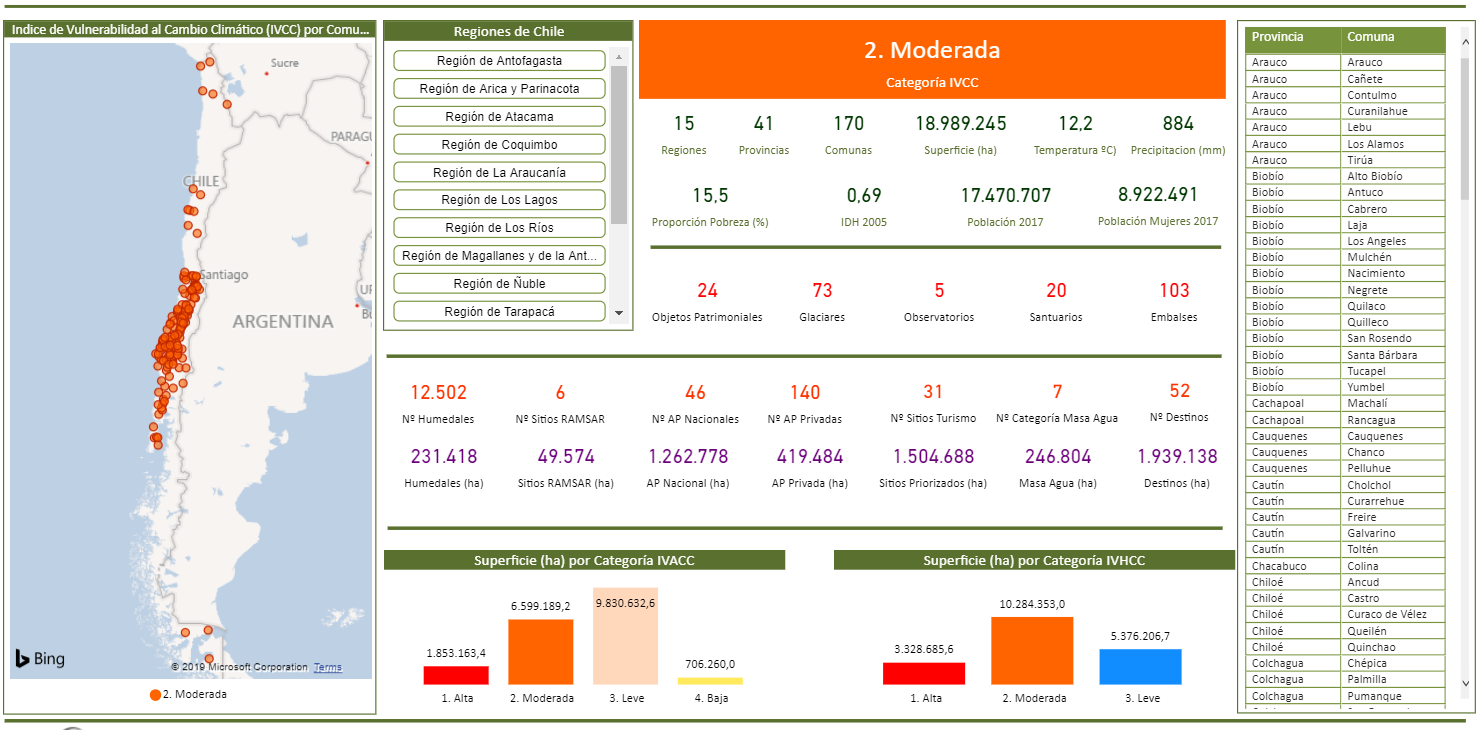 Indice de Vulnerabilidad al Cambio Climático (IVCC) por Comu...
Sucre
PARAGU
CHILE
Santiago
ARGENTINA
UR
Bu
Bing
© 2019 Microsoft Corporation Terms
2. Moderada
Regiones de Chile
Región de Antofagasta
Región de Arica y Parinacota
Región de Atacama
Región de Coquimbo
Región de La Araucanía
Región de Los Lagos
Región de Los Ríos
Región de Magallanes y de la Ant...
Región de Ñuble
Región de Tarapacá
2. Moderada
Categoría IVCC
15 41 170 18.989.245 12,2 884
Regiones Provincias Comunas Superficie (ha) Temperatura ºC) Precipitacion (mm)
15,5 0,69 17.470.707 8.922.491
Proporción Pobreza (%) IDH 2005 Población 2017 Población Mujeres 2017
24 73 5 20 103
Objetos Patrimoniales Glaciares Observatorios Santuarios Embalses
12.502 6 46 140 31 7 52
Nº Humedales Nº Sitios RAMSAR Nº AP Nacionales Nº AP Privadas Nº Sitios Turismo Nº Categoría Masa Agua Nº Destinos
231.418 49.574 1.262.778 419.484 1.504.688 246.804 1.939.138
Humedales (ha) Sitios RAMSAR (ha) AP Nacional (ha) AP Privada (ha) Sitios Priorizados (ha) Masa Agua (ha) Destinos (ha)
Superficie (ha) por Categoría IVACC
1.853.163,4 6.599.189,2 9.830.632,6 706.260,0
1. Alta 2. Moderada 3. Leve 4. Baja
Superficie (ha) por Categoría IVHCC
3.328.685,6 10.284.353,0 5.376.206,7
1. Alta 2. Moderada 3. Leve
Provincia Comuna
Arauco Arauco
Arauco Cañete
Arauco Contulmo
Arauco Curanilahue
Arauco Lebu
Arauco Los Alamos
Arauco Tirúa
Biobío Alto Biobío
Biobío Antuco
Biobío Cabrero
Biobío Laja
Biobío Los Angeles
Biobío Mulchén
Biobío Nacimiento
Biobío Negrete
Biobío Quilaco
Biobío Quilleco
Biobío San Rosendo
Biobío Santa Bárbara
Biobío Tucapel
Biobío Yumbel
Cachapoal Machalí
Cachapoal Rancagua
Cauquenes Cauquenes
Cauquenes Chanco
Cauquenes Pelluhue
Cautín Cholchol
Cautín Curarrehue
Cautín Freire
Cautín Galvarino
Cautín Toltén
Chacabuco Colina
Chiloé Ancud
Chiloé Castro
Chiloé Curaco de Vélez
Chiloé Queilén
Chiloé Quinchao
Colchagua Chépica
Colchagua Palmilla
Colchagua Pumanque